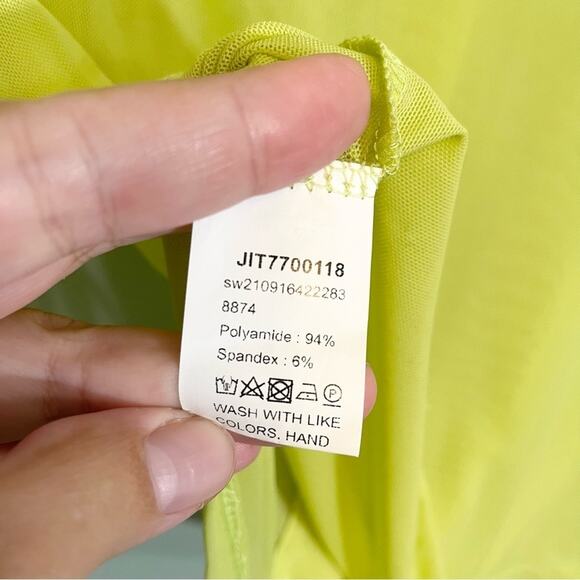 JIT7700118
sw210916422283
8874
Polyamide : 94%
Spandex : 6%
P
WASH WITH LIKE
COLORS. HAND